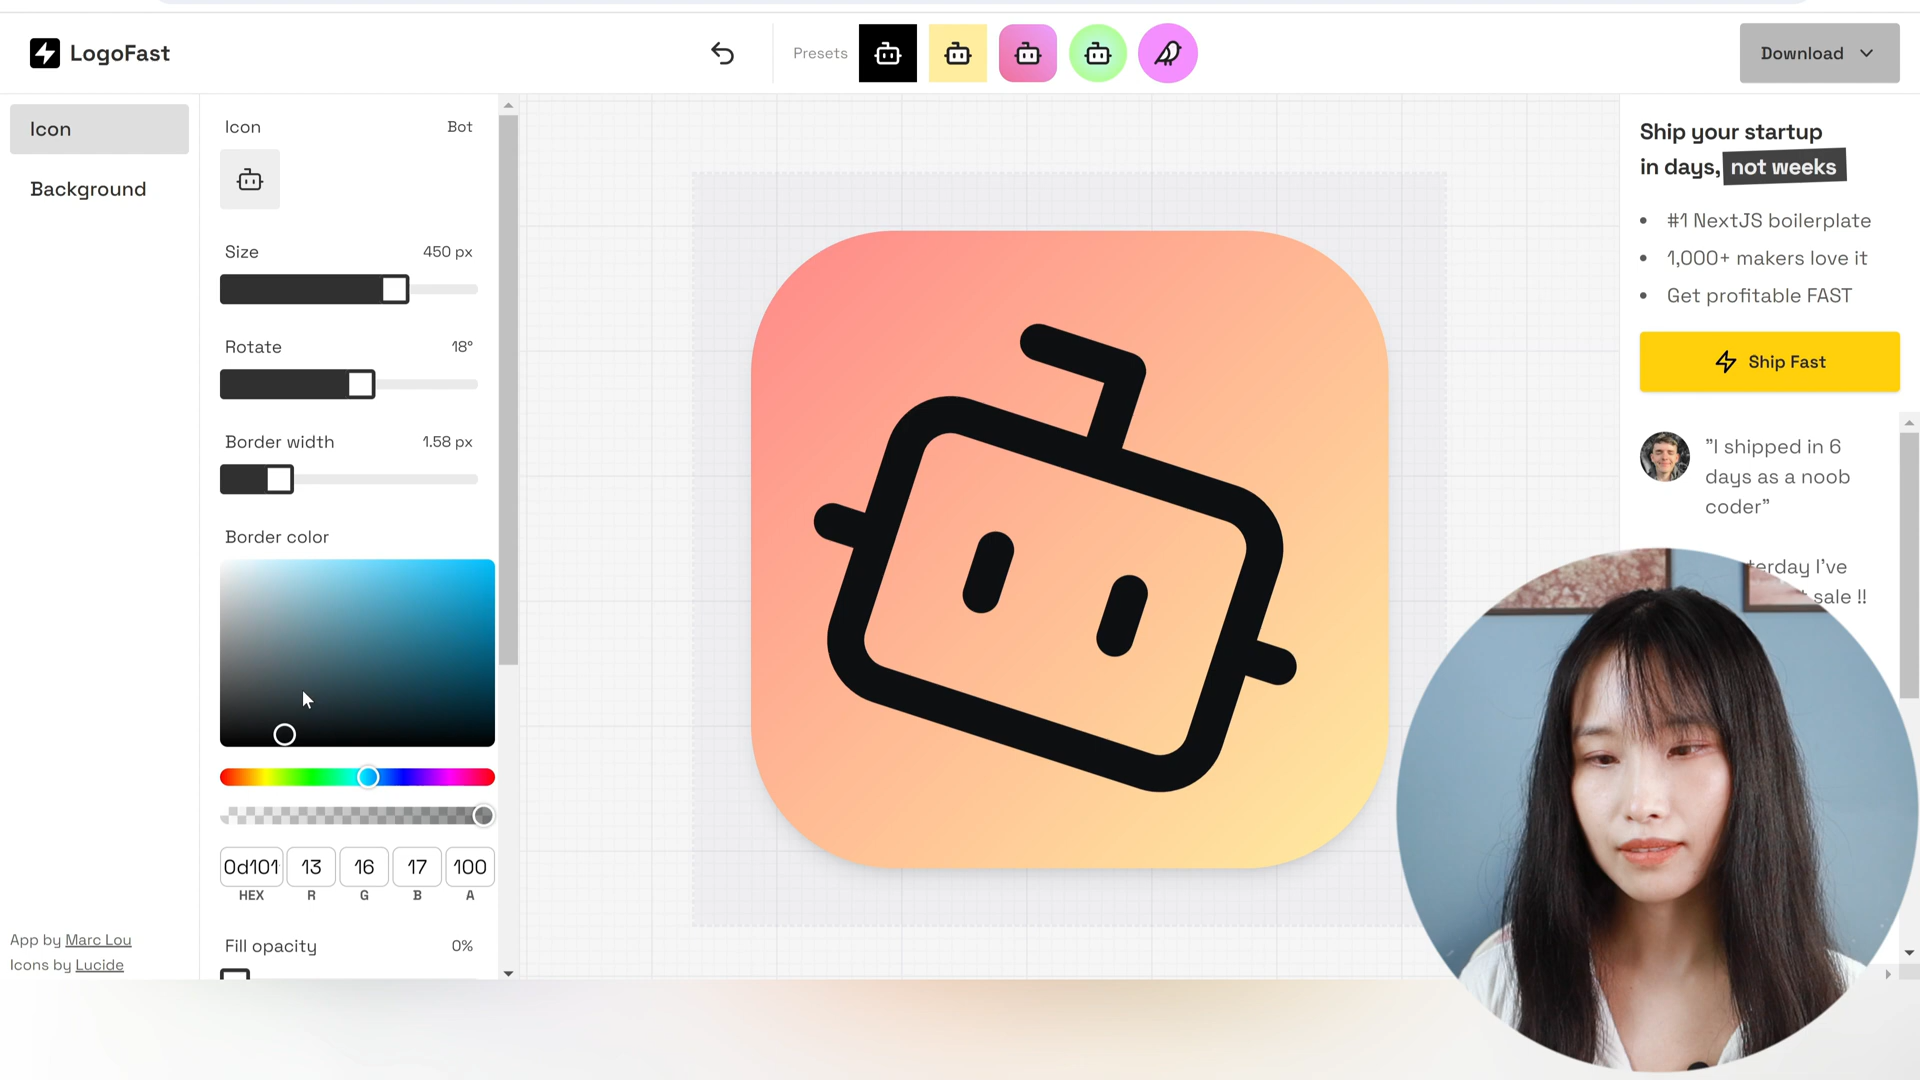 LogoFast
Presets
Download
Icon
Background
Icon
Bot
Size
450 px
Rotate
18°
Border width
1.58 px
Border color
0d101
13
16
17
100
HEX
R
G
B
A
Fill opacity
0%
App by Marc Lou
Icons by Lucide
Ship your startup
in days, not weeks
#1 NextJS boilerplate
1,000+ makers love it
Get profitable FAST
Ship Fast
"I shipped in 6
days as a noob
coder"
I've
sale !!